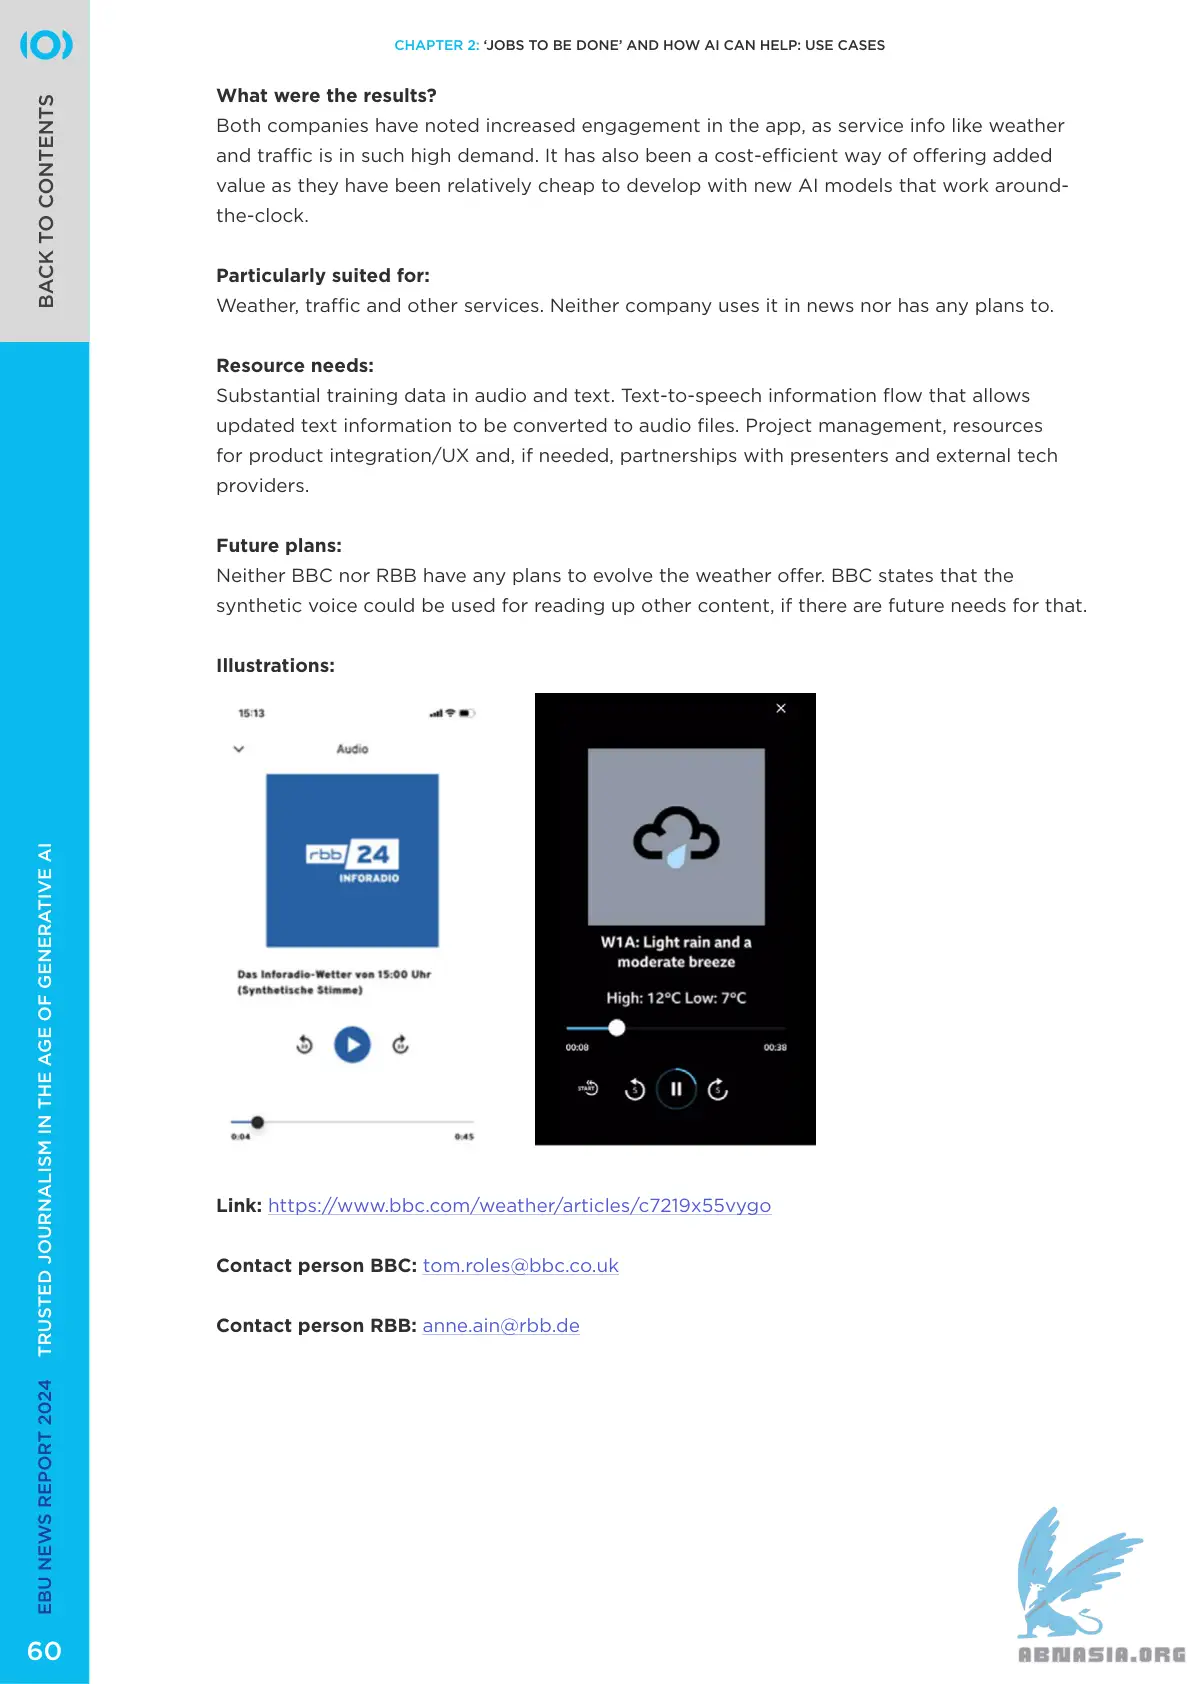 CHAPTER 2: ‘JOBS TO BE DONE’ AND HOW AI CAN HELP: USE CASES
BACK TO CONTENTS
What were the results?
Both companies have noted increased engagement in the app, as service info like weather
and traffic is in such high demand. It has also been a cost-efficient way of offering added
value as they have been relatively cheap to develop with new AI models that work around-
the-clock.
Particularly suited for:
Weather, traffic and other services. Neither company uses it in news nor has any plans to.
Resource needs:
Substantial training data in audio and text. Text-to-speech information flow that allows
updated text information to be converted to audio files. Project management, resources
for product integration/UX and, if needed, partnerships with presenters and external tech
providers.
Future plans:
Neither BBC nor RBB have any plans to evolve the weather offer. BBC states that the
synthetic voice could be used for reading up other content, if there are future needs for that.
Illustrations:
15:13
Audio
rbb 24
INFORADIO
Das Inforadio-Wetter von 15:00 Uhr
(Synthetische Stimme)
0:04
0:45
W1A: Light rain and a
moderate breeze
High: 12°C Low: 7°C
00:08
00:38
START
5
5
Link: https://www.bbc.com/weather/articles/c7219x55vygo
Contact person BBC: tom.roles@bbc.co.uk
Contact person RBB: anne.ain@rbb.de
EBU NEWS REPORT 2024 TRUSTED JOURNALISM IN THE AGE OF GENERATIVE AI
60
ABNASIA.ORG